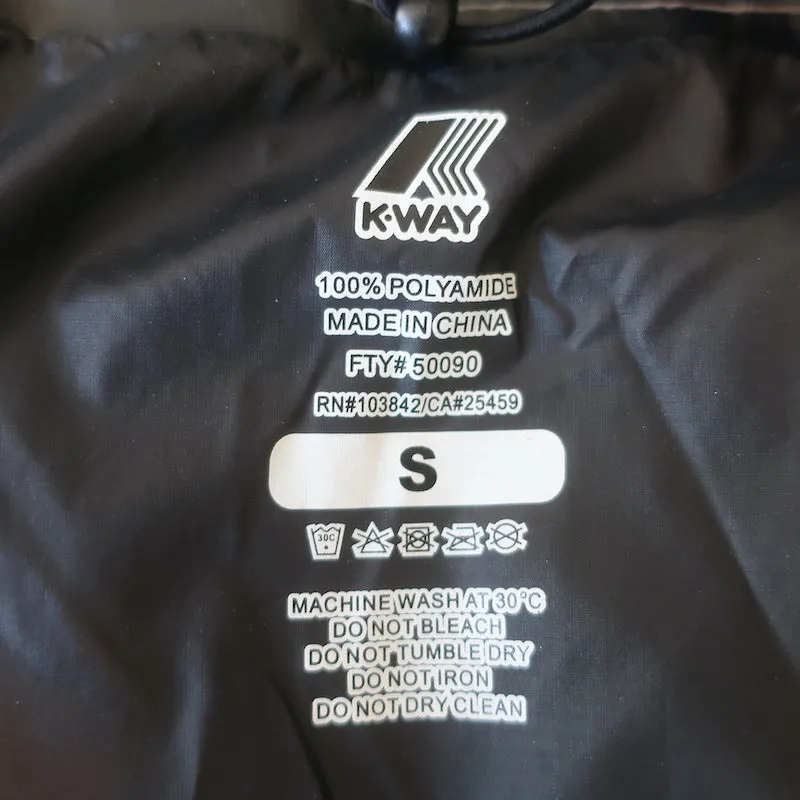 K·WAY
100% POLYAMIDE
MADE IN CHINA
FTY# 50090
RN#103842/CA#25459
S
30C
MACHINE WASH AT 30°C
DO NOT BLEACH
DO NOT TUMBLE DRY
DO NOT IRON
DO NOT DRY CLEAN